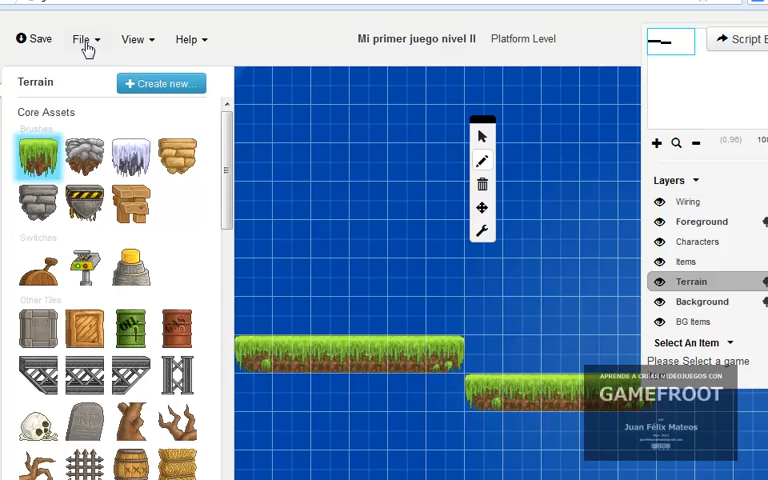 Save File View Help Mi primer juego nivel II Platform Level Script E
Terrain + Create new...
Core Assets
Brushes
Switches
Other Tiles
(0,96) 100
Layers
Wiring
Foreground
Characters
Items
Terrain
Background
BG Items
Select An Item
Please Select a game
APRENDE A CREAR VIDEOJUEGOS CON
GAMEFROOT
por
Juan Félix Mateos